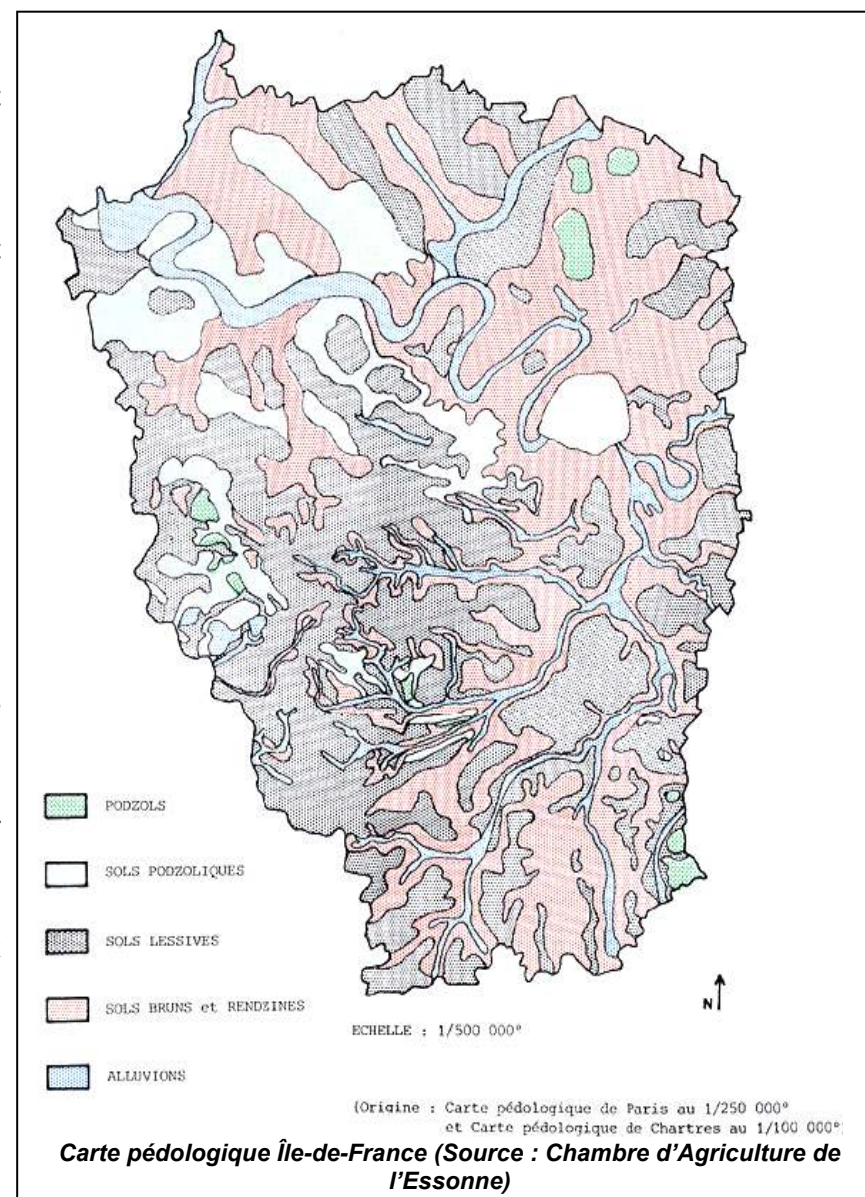 PODZOLS
SOLS PODZOLIQUES
SOLS LESSIVES
SOLS BRUNS et RENDZINES
ALLUVIONS
N
ECHELLE : 1/500 000°
(Origine : Carte pédologique de Paris au 1/250 000°
et Carte pédologique de Chartres au 1/100 000°
Carte pédologique Île-de-France (Source : Chambre d'Agriculture de
l'Essonne)